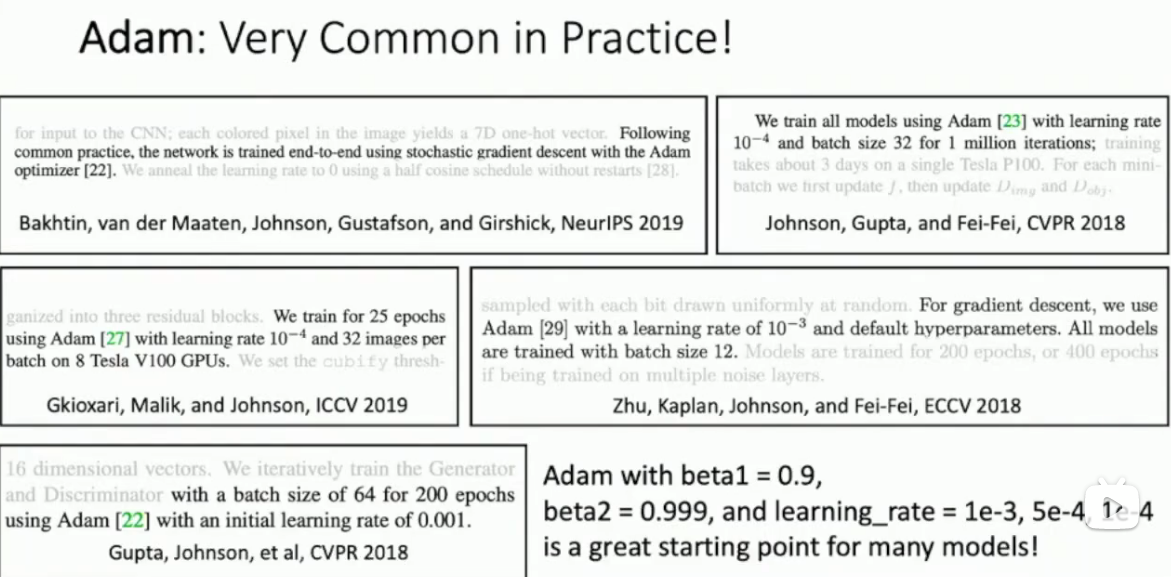 Adam: Very Common in Practice!
for input to the CNN; each colored pixel in the image yields a 7D one-hot vector. Following
common practice, the network is trained end-to-end using stochastic gradient descent with the Adam
optimizer [22]. We anneal the learning rate to 0 using a half cosine schedule without restarts [28].
Bakhtin, van der Maaten, Johnson, Gustafson, and Girshick, NeurIPS 2019
We train all models using Adam [23] with learning rate
10⁻⁴ and batch size 32 for 1 million iterations; training
takes about 3 days on a single Tesla P100. For each mini-
batch we first update f, then update D_img and D_obj.
Johnson, Gupta, and Fei-Fei, CVPR 2018
ganized into three residual blocks. We train for 25 epochs
using Adam [27] with learning rate 10⁻⁴ and 32 images per
batch on 8 Tesla V100 GPUs. We set the cubify thresh-
Gkioxari, Malik, and Johnson, ICCV 2019
sampled with each bit drawn uniformly at random. For gradient descent, we use
Adam [29] with a learning rate of 10⁻³ and default hyperparameters. All models
are trained with batch size 12. Models are trained for 200 epochs, or 400 epochs
if being trained on multiple noise layers.
Zhu, Kaplan, Johnson, and Fei-Fei, ECCV 2018
16 dimensional vectors. We iteratively train the Generator
and Discriminator with a batch size of 64 for 200 epochs
using Adam [22] with an initial learning rate of 0.001.
Gupta, Johnson, et al, CVPR 2018
Adam with beta1 = 0.9,
beta2 = 0.999, and learning_rate = 1e-3, 5e-4, 1e-4
is a great starting point for many models!